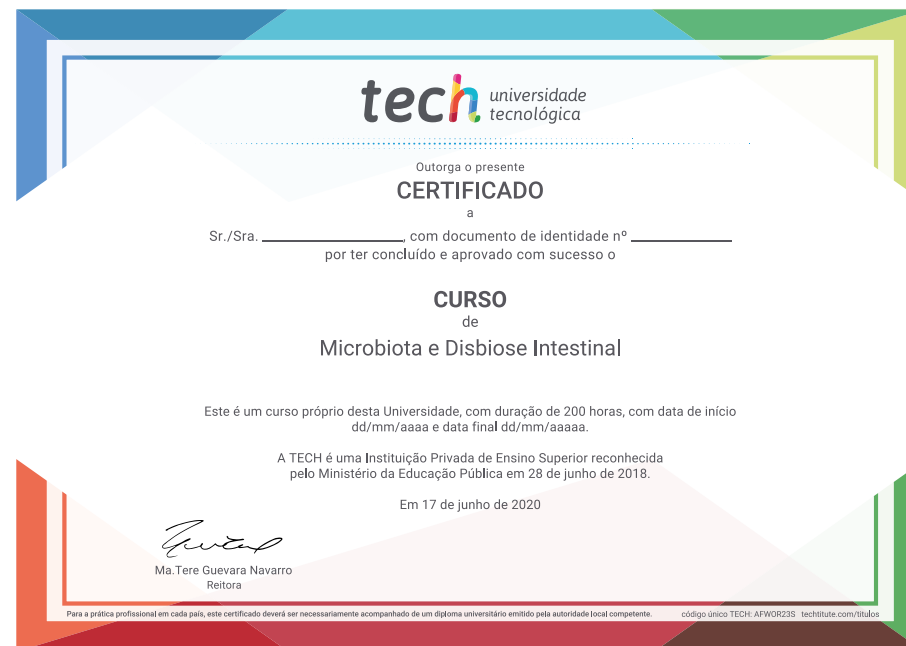 tech universidade
tecnológica
Outorga o presente
CERTIFICADO
a
Sr./Sra. ________________, com documento de identidade nº ____________
por ter concluído e aprovado com sucesso o
CURSO
de
Microbiota e Disbiose Intestinal
Este é um curso próprio desta Universidade, com duração de 200 horas, com data de início
dd/mm/aaaa e data final dd/mm/aaaaa.
A TECH é uma Instituição Privada de Ensino Superior reconhecida
pelo Ministério da Educação Pública em 28 de junho de 2018.
Em 17 de junho de 2020
Ma.Tere Guevara Navarro
Reitora
Para a prática profissional em cada país, este certificado deverá ser necessariamente acompanhado de um diploma universitário emitido pela autoridade local competente. código único TECH: AFWOR23S techtitute.com/titulos